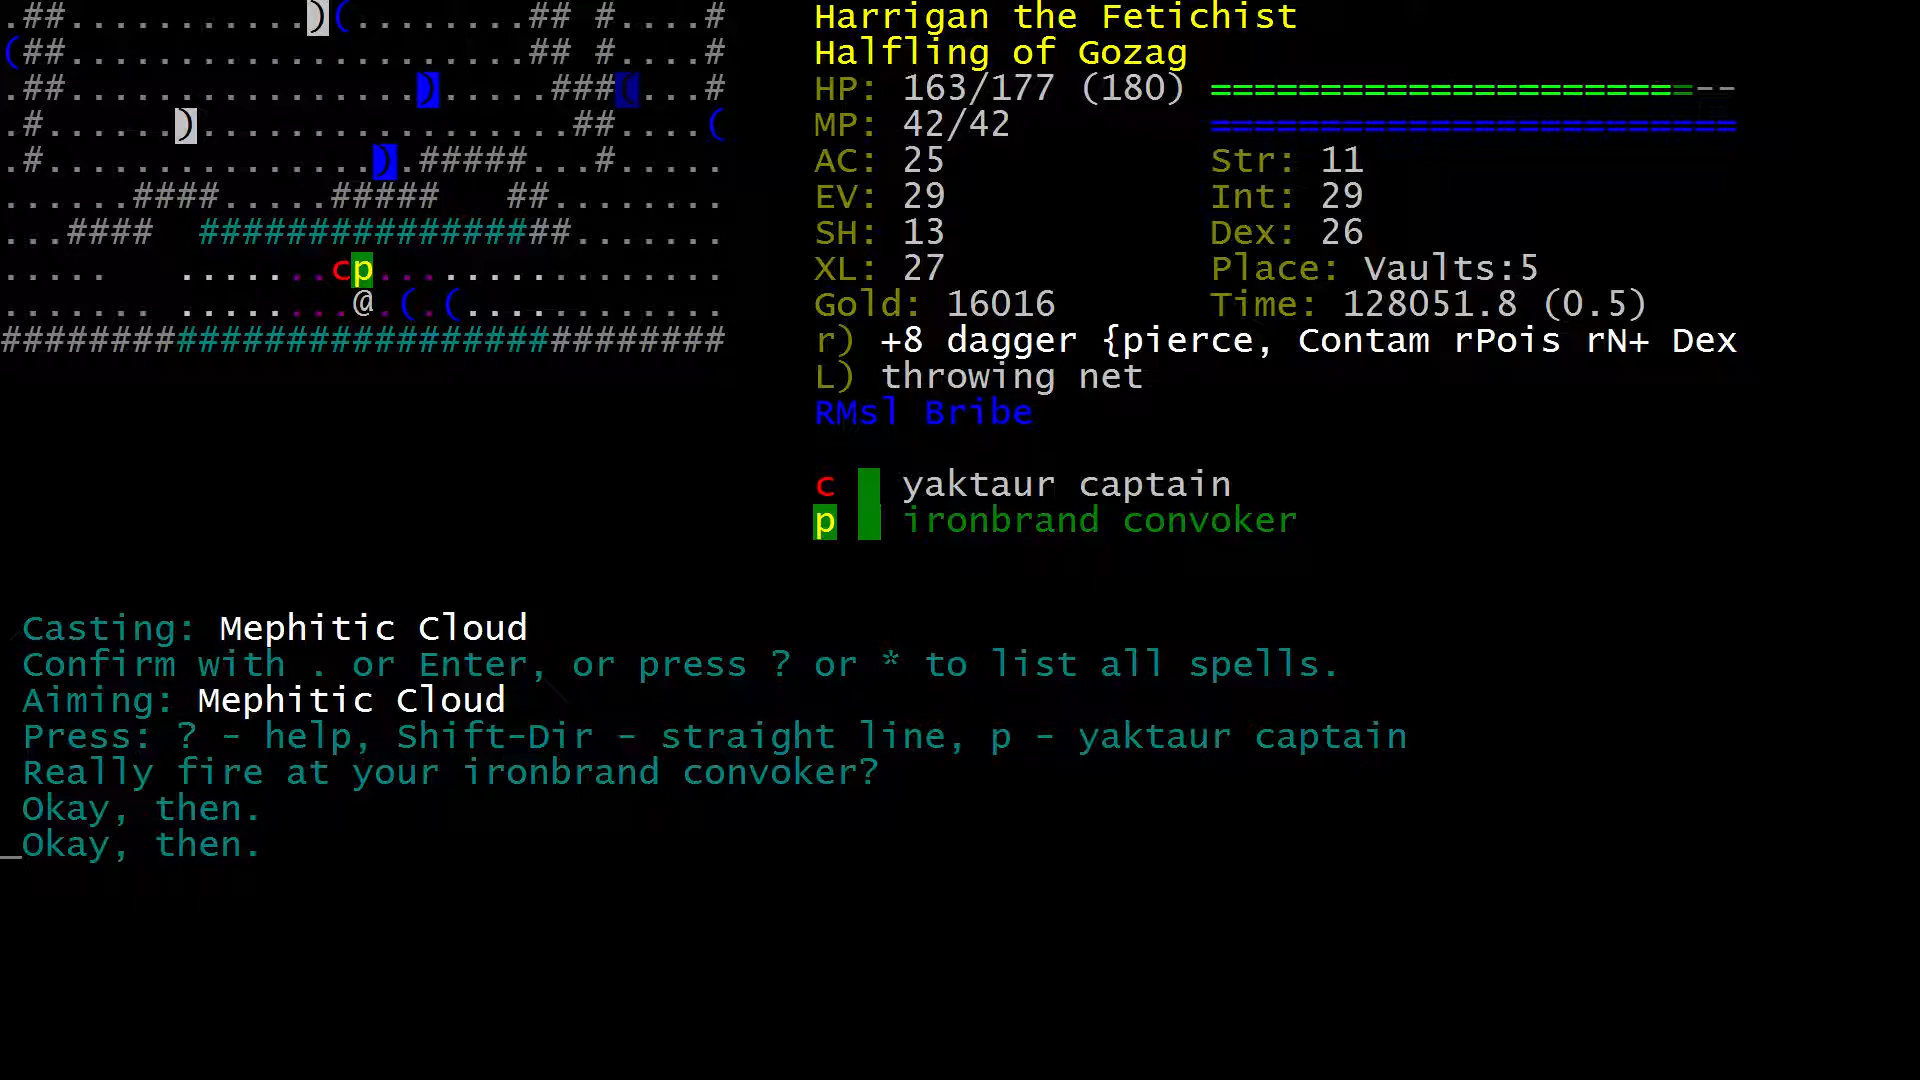 .##...........)(........## #....#
(##.....................## #....#
.##................).....###(...#
.#......).................##....(
.#................).#####...#.....
......####.....#####   ##........
...####  ################ #.......
.....    .......cp................
.......  ........@.(.(............
#################################
Harrigan the Fetichist
Halfling of Gozag
HP: 163/177 (180) ======================--
MP: 42/42 ========================
AC: 25 Str: 11
EV: 29 Int: 29
SH: 13 Dex: 26
XL: 27 Place: Vaults:5
Gold: 16016 Time: 128051.8 (0.5)
r) +8 dagger {pierce, Contam rPois rN+ Dex
L) throwing net
RMsl Bribe
c yaktaur captain
p ironbrand convoker
Casting: Mephitic Cloud
Confirm with . or Enter, or press ? or * to list all spells.
Aiming: Mephitic Cloud
Press: ? - help, Shift-Dir - straight line, p - yaktaur captain
Really fire at your ironbrand convoker?
Okay, then.
_Okay, then.